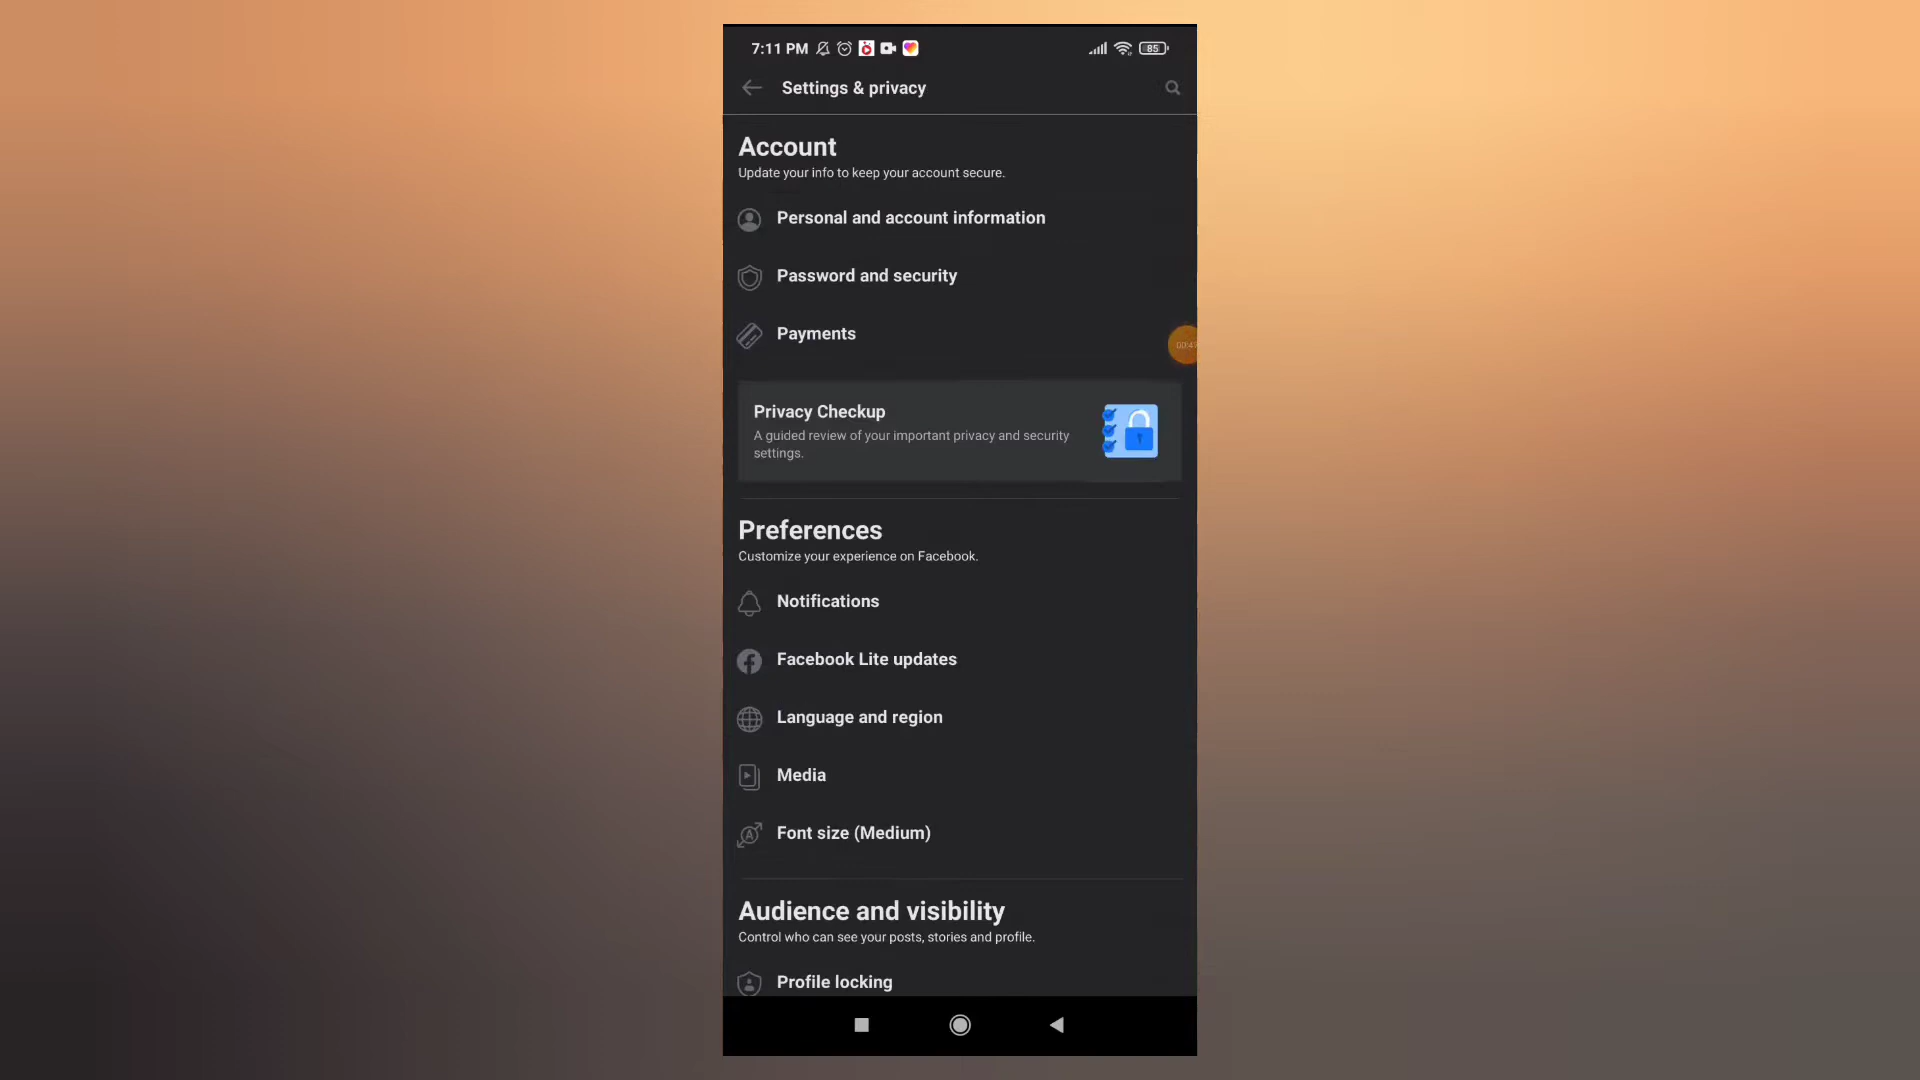 7:11 PM
85
Settings & privacy
Account
Update your info to keep your account secure.
Personal and account information
Password and security
Payments
Privacy Checkup
A guided review of your important privacy and security
settings.
Preferences
Customize your experience on Facebook.
Notifications
Facebook Lite updates
Language and region
Media
Font size (Medium)
Audience and visibility
Control who can see your posts, stories and profile.
Profile locking